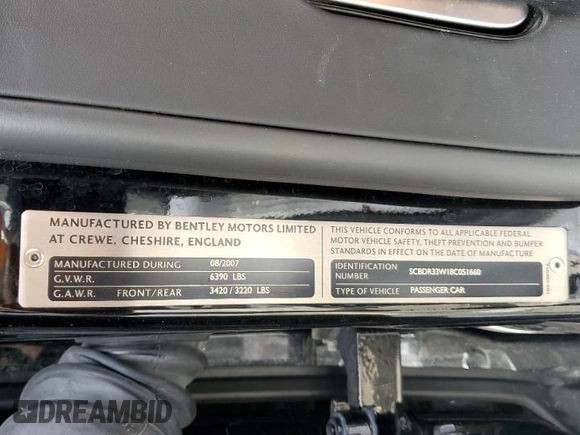 MANUFACTURED BY BENTLEY MOTORS LIMITED
AT CREWE, CHESHIRE, ENGLAND
MANUFACTURED DURING 08/2007
G.V.W.R. 6390 LBS
G.A.W.R. FRONT/REAR 3420 / 3220 LBS
THIS VEHICLE CONFORMS TO ALL APPLICABLE FEDERAL
MOTOR VEHICLE SAFETY, THEFT PREVENTION AND BUMPER
STANDARDS IN EFFECT ON THE DATE OF MANUFACTURE
IDENTIFICATION
NUMBER SCBDR33W18C051660
TYPE OF VEHICLE PASSENGER CAR
DREAMBID